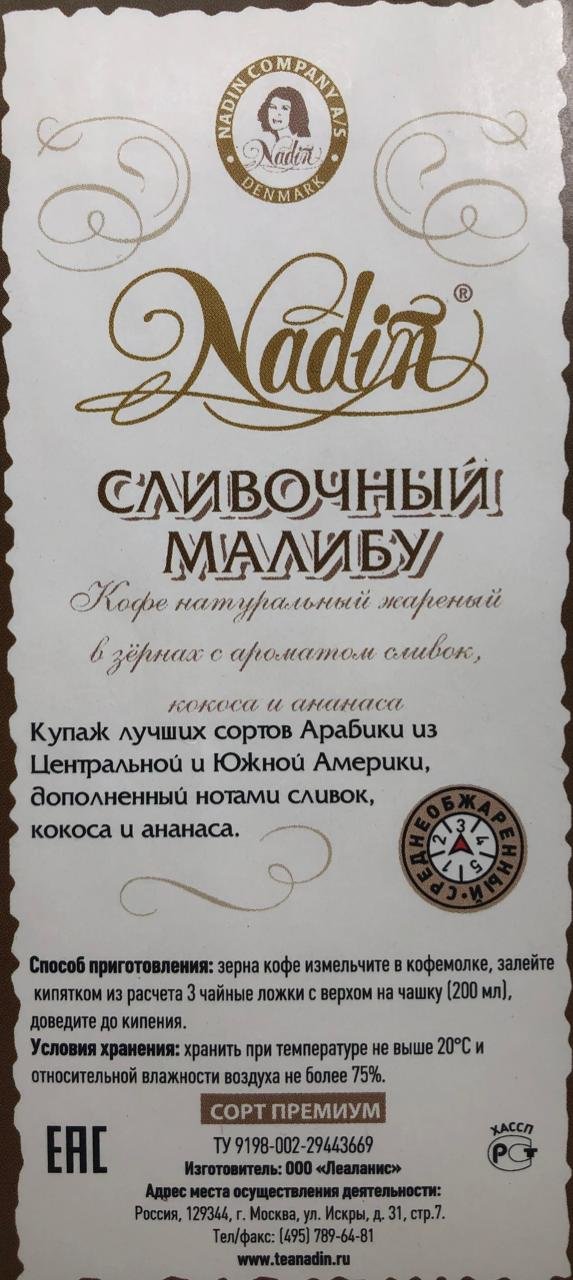 NADIN COMPANY A/S
Nadin
DENMARK
Nadin®
СЛИВОЧНЫЙ
МАЛИБУ
Кофе натуральный жареный
в зёрнах с ароматом сливок,
кокоса и ананаса
Купаж лучших сортов Арабики из
Центральной и Южной Америки,
дополненный нотами сливок,
кокоса и ананаса.
СРЕДНЕОБЖАРЕННЫЙ
1 2 3 4 5
Способ приготовления: зерна кофе измельчите в кофемолке, залейте
кипятком из расчета 3 чайные ложки с верхом на чашку (200 мл),
доведите до кипения.
Условия хранения: хранить при температуре не выше 20°С и
относительной влажности воздуха не более 75%.
СОРТ ПРЕМИУМ
ЕАС
ХАССП
РСТ
ТУ 9198-002-29443669
Изготовитель: ООО «Леаланис»
Адрес места осуществления деятельности:
Россия, 129344, г. Москва, ул. Искры, д. 31, стр.7.
Тел/факс: (495) 789-64-81
www.teanadin.ru